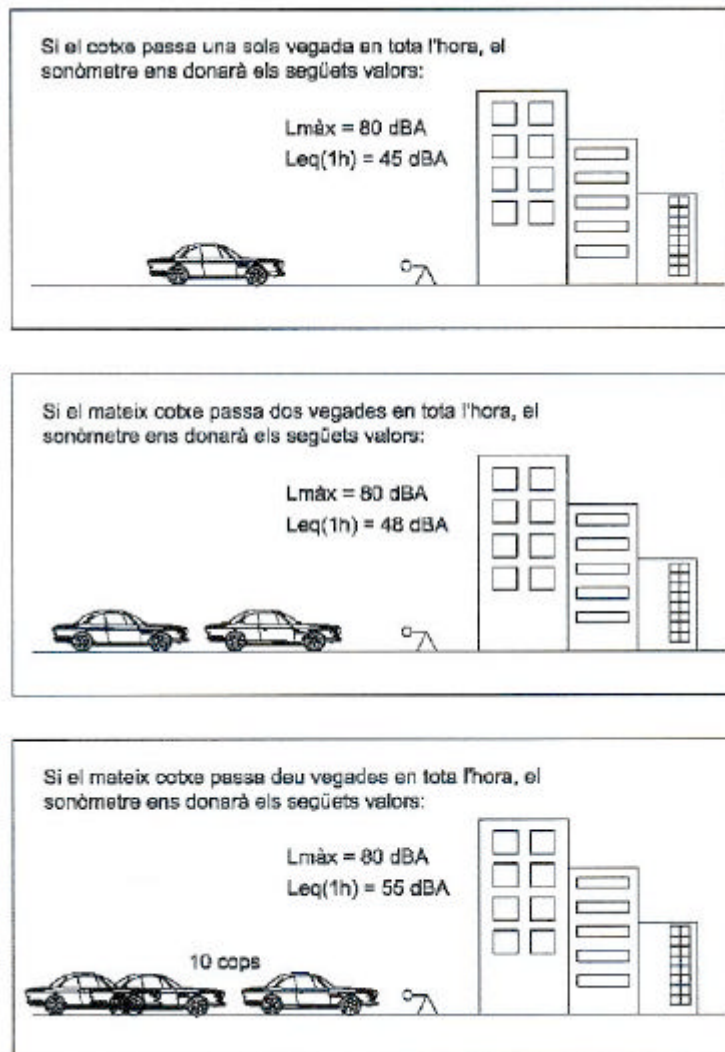 Si el cotxe passa una sola vegada en tota l'hora, el
sonòmetre ens donarà els següets valors:
Lmàx = 80 dBA
Leq(1h) = 45 dBA
Si el mateix cotxe passa dos vegades en tota l'hora, el
sonòmetre ens donarà els següets valors:
Lmàx = 80 dBA
Leq(1h) = 48 dBA
Si el mateix cotxe passa deu vegades en tota l'hora, el
sonòmetre ens donarà els següets valors:
Lmàx = 80 dBA
Leq(1h) = 55 dBA
10 cops